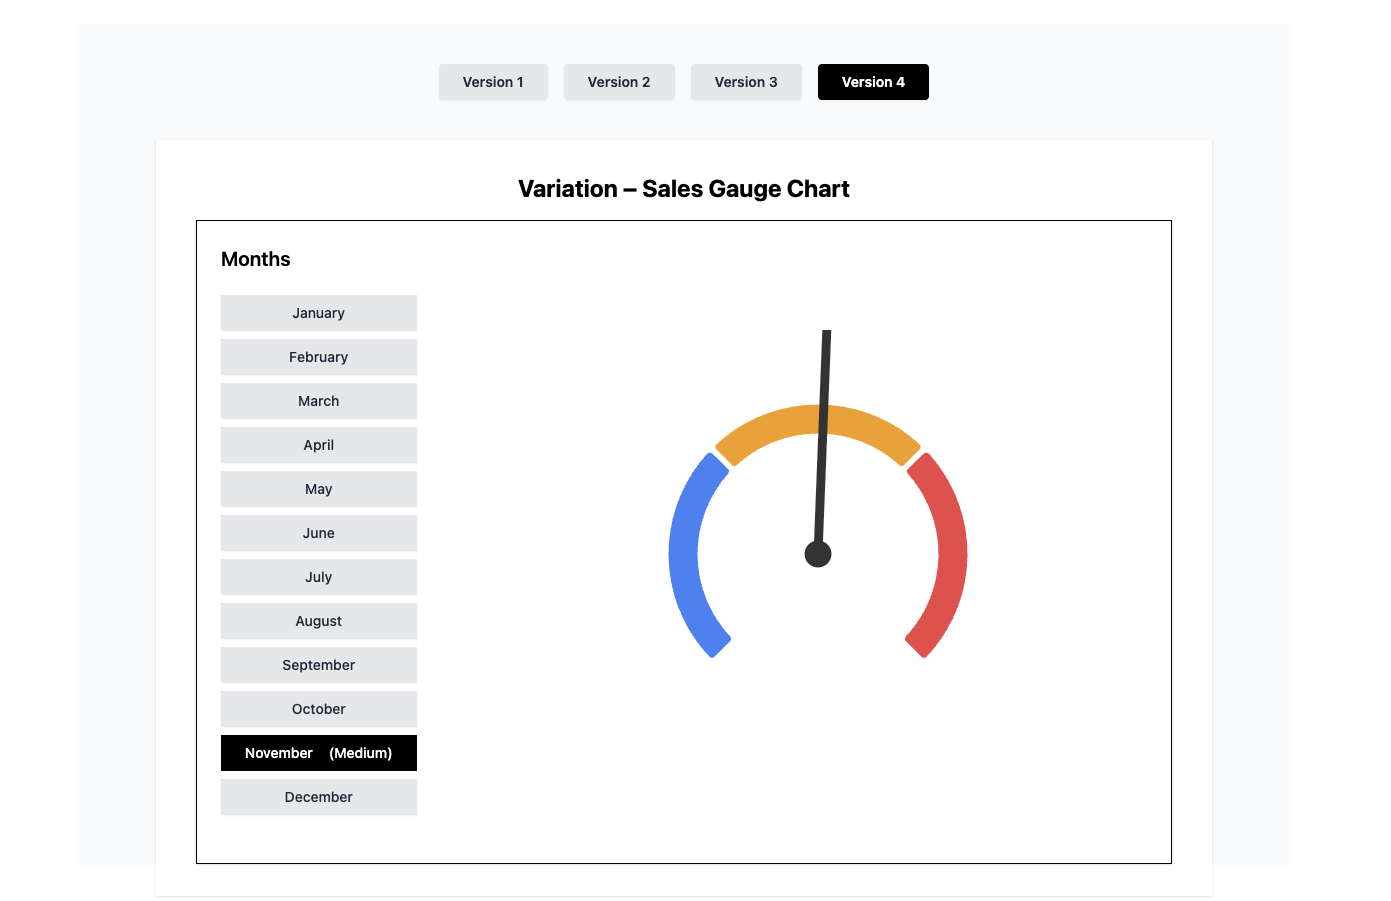 Version 1
Version 2
Version 3
Version 4
Variation – Sales Gauge Chart
Months
January
February
March
April
May
June
July
August
September
October
November (Medium)
December